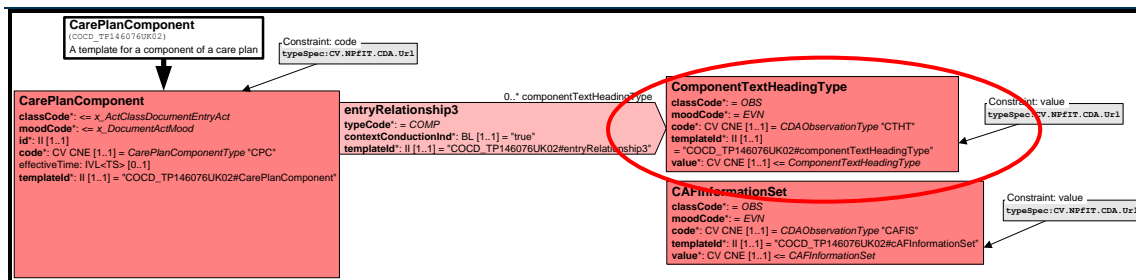 CarePlanComponent
(COCD_TP146076UK02)
A template for a component of a care plan
Constraint: code
typeSpec:CV.NPfIT.CDA.Url
CarePlanComponent
classCode*: <= x_ActClassDocumentEntryAct
moodCode*: <= x_DocumentActMood
id*: II [1..1]
code*: CV CNE [1..1] = CarePlanComponentType "CPC"
effectiveTime: IVL<TS> [0..1]
templateId*: II [1..1] = "COCD_TP146076UK02#CarePlanComponent"
0..* componentTextHeadingType
entryRelationship3
typeCode*: = COMP
contextConductionInd*: BL [1..1] = "true"
templateId*: II [1..1] = "COCD_TP146076UK02#entryRelationship3"
ComponentTextHeadingType
classCode*: = OBS
moodCode*: = EVN
code*: CV CNE [1..1] = CDAObservationType "CTHT"
templateId*: II [1..1]
= "COCD_TP146076UK02#componentTextHeadingType"
value*: CV CNE [1..1] <= ComponentTextHeadingType
Constraint: value
typeSpec:CV.NPfIT.CDA.Url
CAFInformationSet
classCode*: = OBS
moodCode*: = EVN
code*: CV CNE [1..1] = CDAObservationType "CAFIS"
templateId*: II [1..1] = "COCD_TP146076UK02#cAFInformationSet"
value*: CV CNE [1..1] <= CAFInformationSet
Constraint: value
typeSpec:CV.NPfIT.CDA.Url